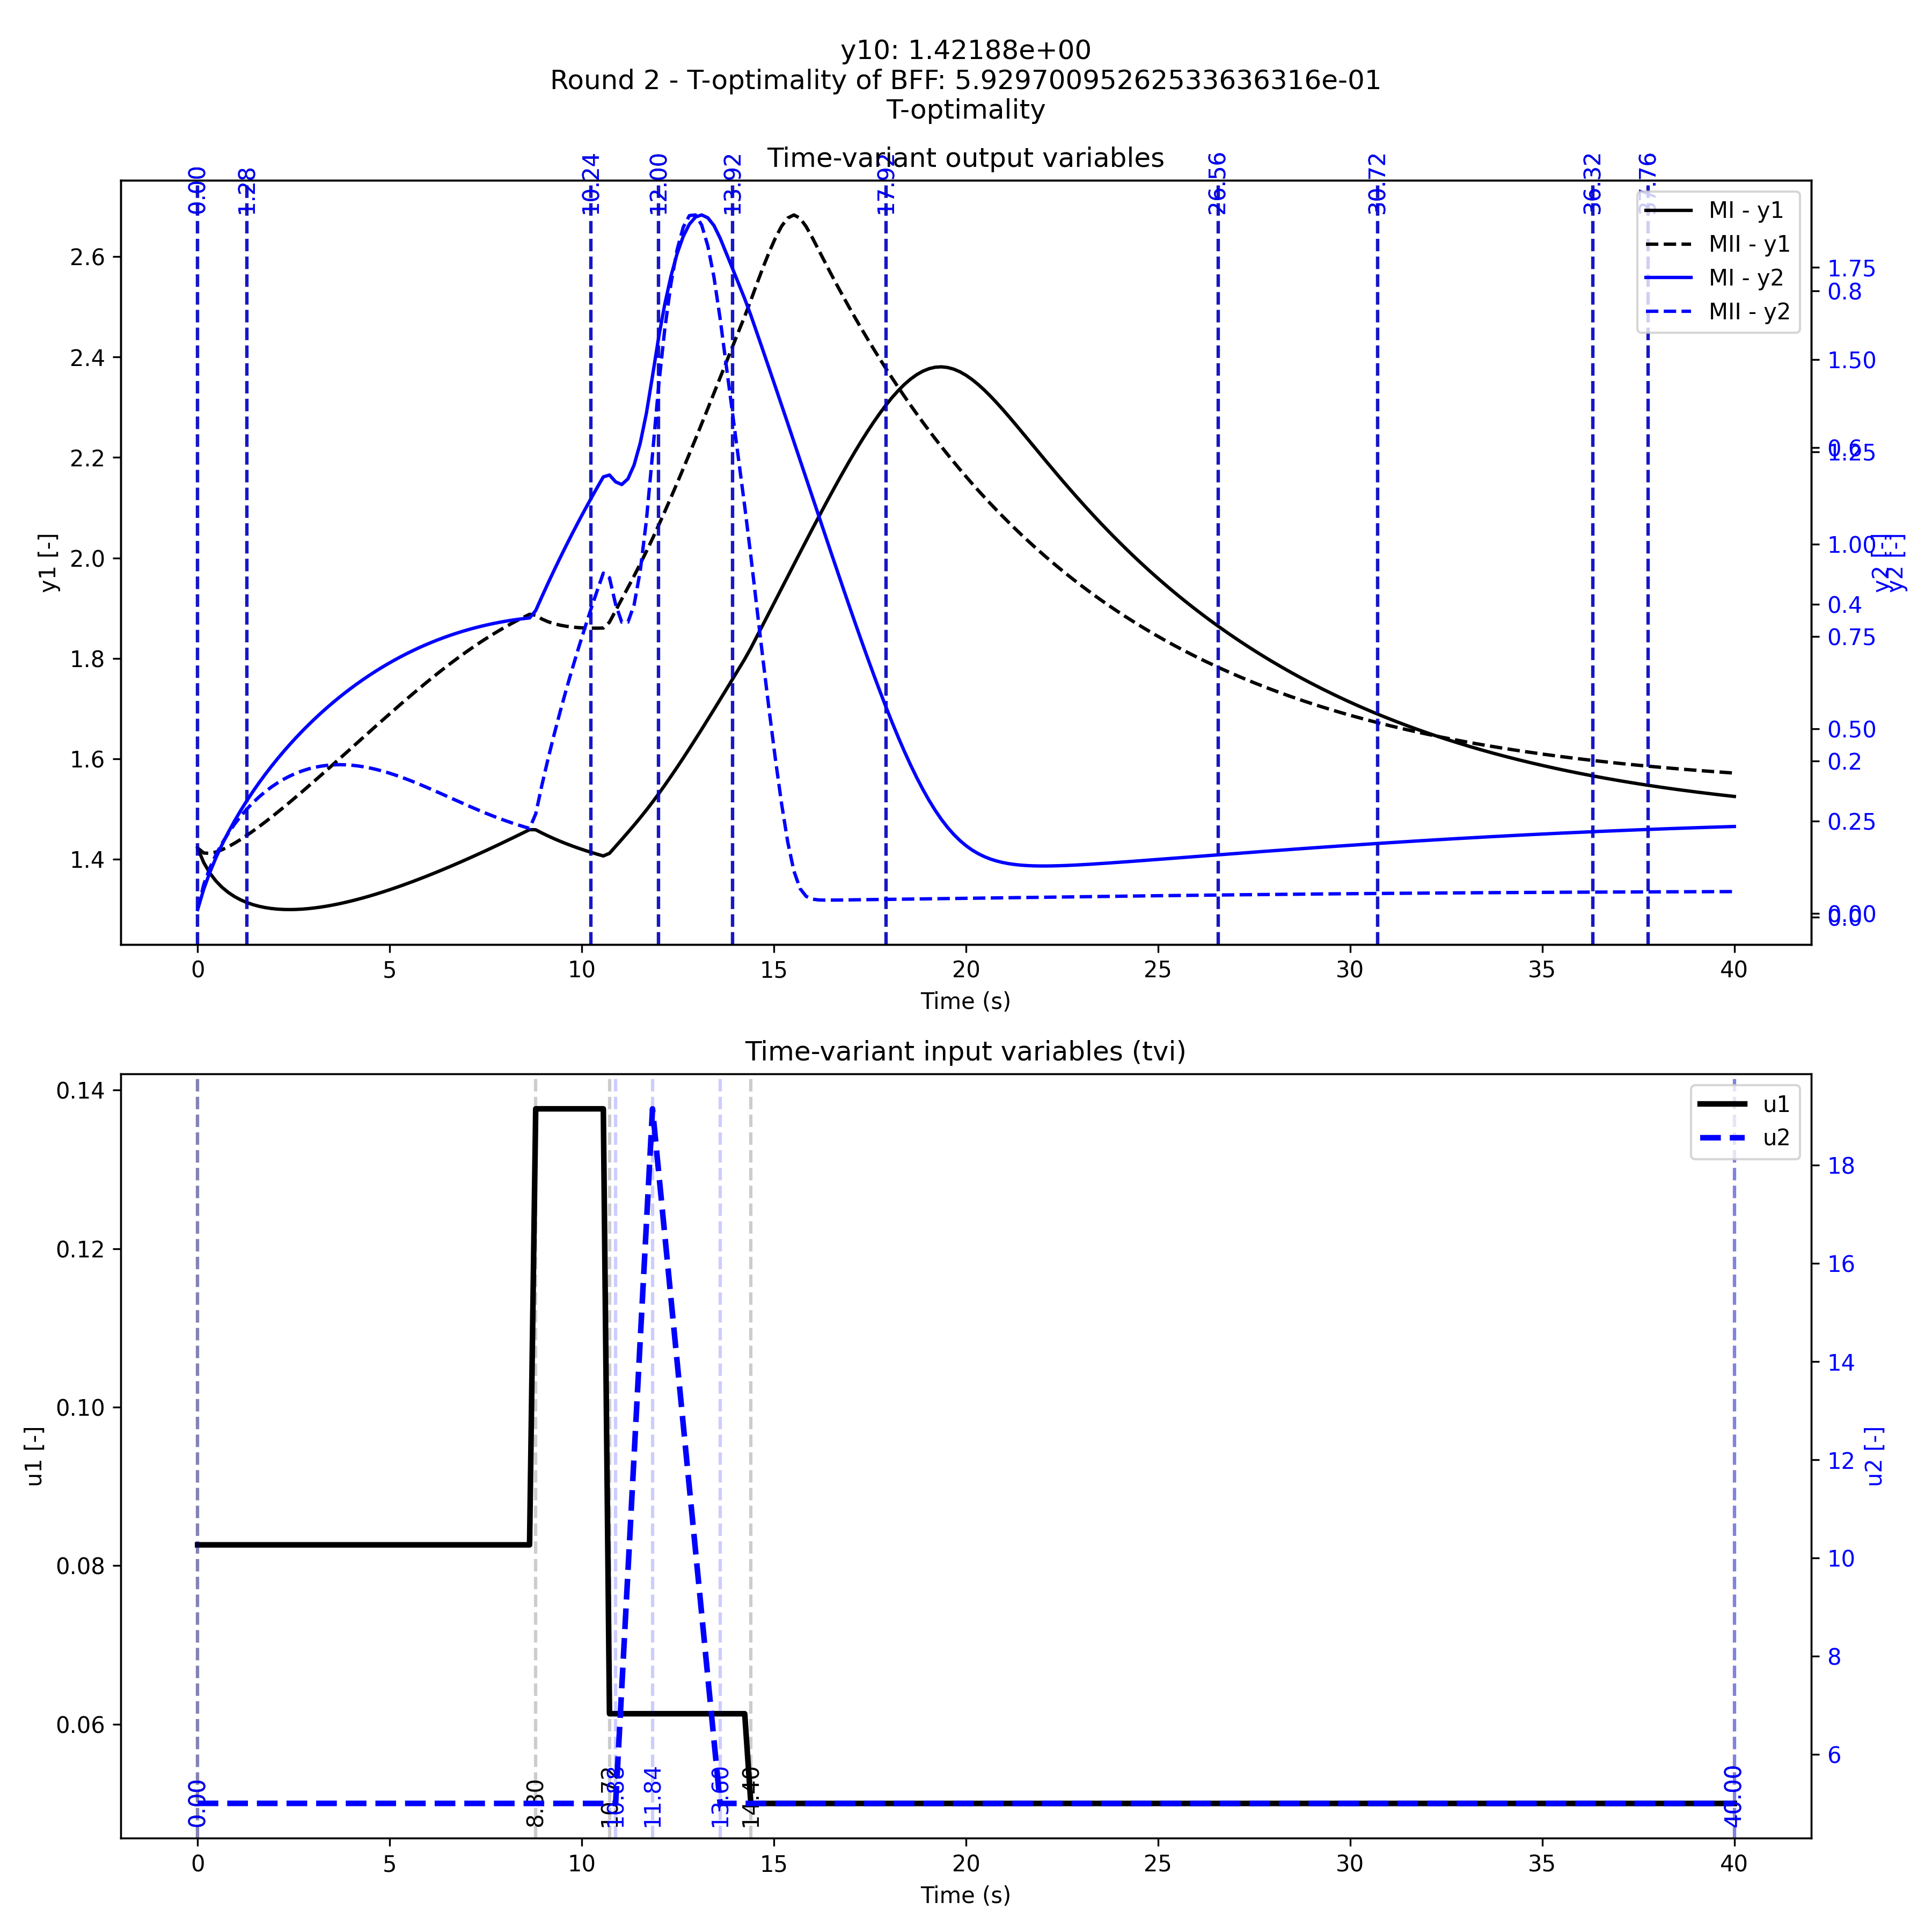 y10: 1.42188e+00
Round 2 - T-optimality of BFF: 5.92970095262533636316e-01
T-optimality
Time-variant output variables
0.00
1.28
10.24
12.00
13.92
17.92
26.56
30.72
36.32
37.76
MI - y1
MII - y1
MI - y2
MII - y2
2.6
2.4
2.2
2.0
1.8
1.6
1.4
y1 [-]
1.75
0.8
1.50
0.6
1.25
1.00
0.4
0.75
0.50
0.2
0.25
0.00
0.0
y2 [-]
y2 [-]
0 5 10 15 20 25 30 35 40
Time (s)
Time-variant input variables (tvi)
u1
u2
0.14
0.12
0.10
0.08
0.06
u1 [-]
18
16
14
12
10
8
6
u2 [-]
0.00
8.80
10.72
10.88
11.84
13.60
14.40
40.00
0 5 10 15 20 25 30 35 40
Time (s)